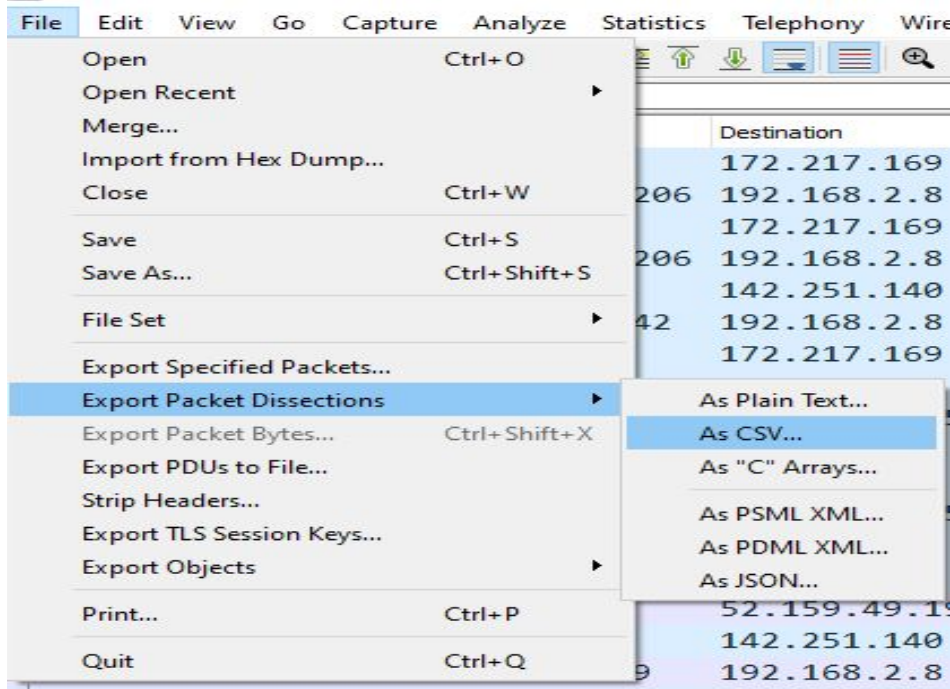 File Edit View Go Capture Analyze Statistics Telephony Wire
Open Ctrl+O
Open Recent
Merge...
Import from Hex Dump...
Close Ctrl+W
Save Ctrl+S
Save As... Ctrl+Shift+S
File Set
Export Specified Packets...
Export Packet Dissections
Export Packet Bytes... Ctrl+Shift+X
Export PDUs to File...
Strip Headers...
Export TLS Session Keys...
Export Objects
Print... Ctrl+P
Quit Ctrl+Q
As Plain Text...
As CSV...
As "C" Arrays...
As PSML XML...
As PDML XML...
As JSON...
Destination
172.217.169
206 192.168.2.8
172.217.169
206 192.168.2.8
142.251.140
42 192.168.2.8
172.217.169
52.159.49.19
142.251.140
9 192.168.2.8